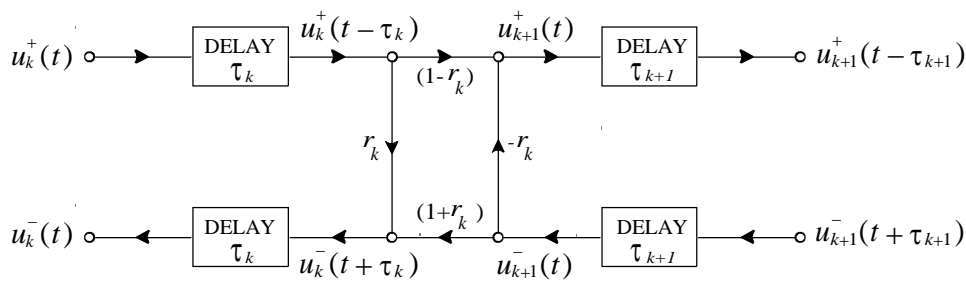 u_k^+(t) DELAY τ_k u_k^+(t − τ_k) (1-r_k) u_{k+1}^+(t) DELAY τ_{k+1} u_{k+1}^+(t − τ_{k+1})
r_k -r_k
u_k^-(t) DELAY τ_k u_k^-(t + τ_k) (1+r_k) u_{k+1}^-(t) DELAY τ_{k+1} u_{k+1}^-(t + τ_{k+1})